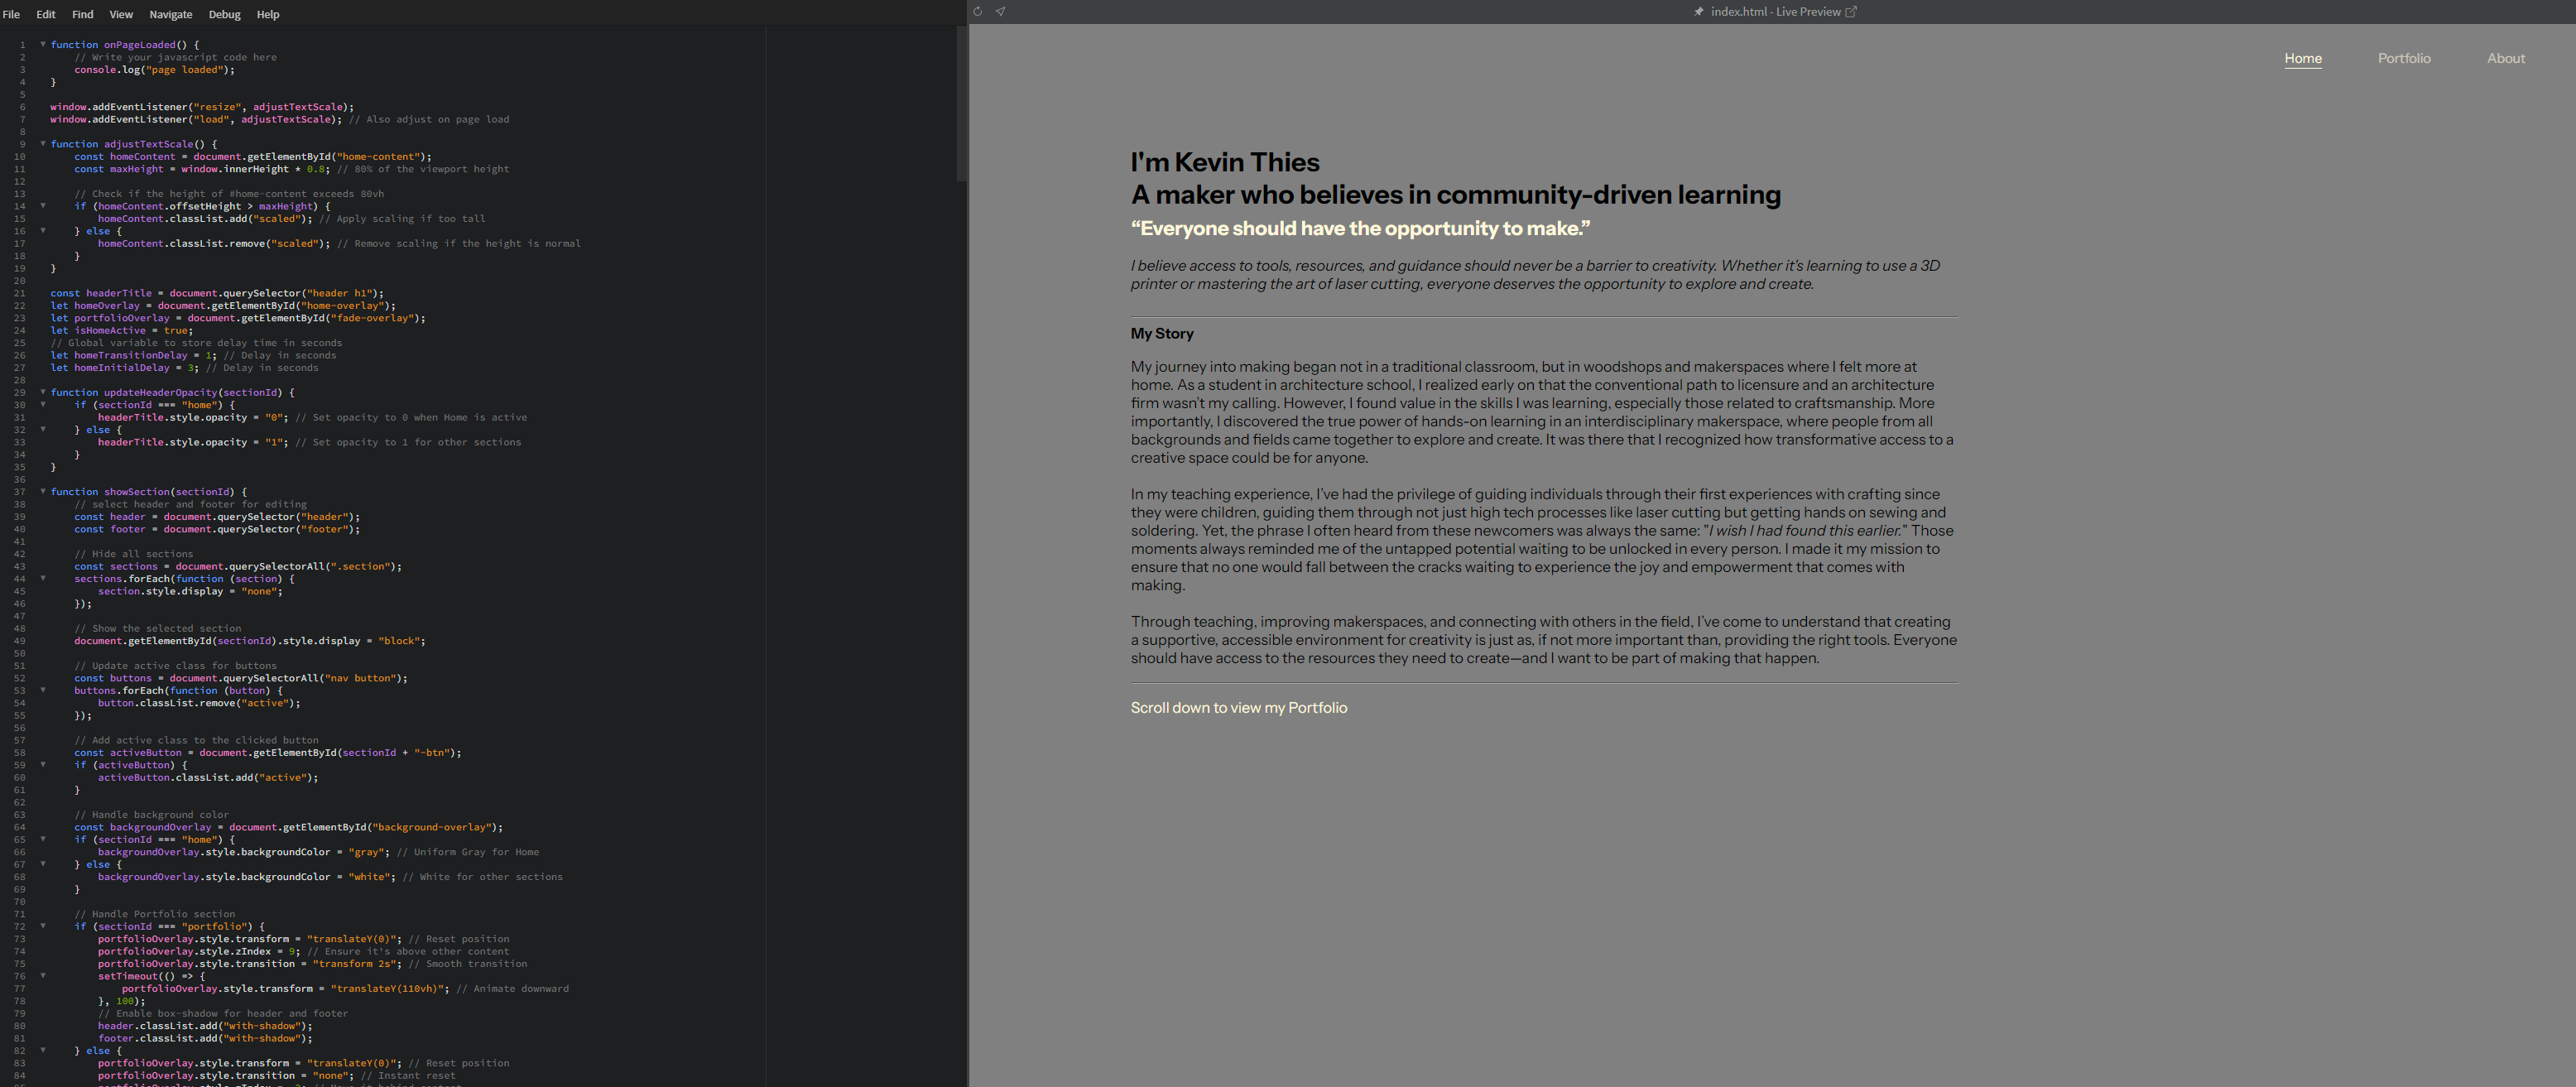 File Edit Find View Navigate Debug Help
1 function onPageLoaded() {
2 // Write your javascript code here
3 console.log("page loaded");
4 }
5
6 window.addEventListener("resize", adjustTextScale);
7 window.addEventListener("load", adjustTextScale); // Also adjust on page load
8
9 function adjustTextScale() {
10 const homeContent = document.getElementById("home-content");
11 const maxHeight = window.innerHeight * 0.8; // 80% of the viewport height
12
13 // Check if the height of #home-content exceeds 80vh
14 if (homeContent.offsetHeight > maxHeight) {
15 homeContent.classList.add("scaled"); // Apply scaling if too tall
16 } else {
17 homeContent.classList.remove("scaled"); // Remove scaling if the height is normal
18 }
19 }
20
21 const headerTitle = document.querySelector("header h1");
22 let homeOverlay = document.getElementById("home-overlay");
23 let portfolioOverlay = document.getElementById("fade-overlay");
24 let isHomeActive = true;
25 // Global variable to store delay time in seconds
26 let homeTransitionDelay = 1; // Delay in seconds
27 let homeInitialDelay = 3; // Delay in seconds
28
29 function updateHeaderOpacity(sectionId) {
30 if (sectionId === "home") {
31 headerTitle.style.opacity = "0"; // Set opacity to 0 when Home is active
32 } else {
33 headerTitle.style.opacity = "1"; // Set opacity to 1 for other sections
34 }
35 }
36
37 function showSection(sectionId) {
38 // select header and footer for editing
39 const header = document.querySelector("header");
40 const footer = document.querySelector("footer");
41
42 // Hide all sections
43 const sections = document.querySelectorAll(".section");
44 sections.forEach(function (section) {
45 section.style.display = "none";
46 });
47
48 // Show the selected section
49 document.getElementById(sectionId).style.display = "block";
50
51 // Update active class for buttons
52 const buttons = document.querySelectorAll("nav button");
53 buttons.forEach(function (button) {
54 button.classList.remove("active");
55 });
56
57 // Add active class to the clicked button
58 const activeButton = document.getElementById(sectionId + "-btn");
59 if (activeButton) {
60 activeButton.classList.add("active");
61 }
62
63 // Handle background color
64 const backgroundOverlay = document.getElementById("background-overlay");
65 if (sectionId === "home") {
66 backgroundOverlay.style.backgroundColor = "gray"; // Uniform Gray for Home
67 } else {
68 backgroundOverlay.style.backgroundColor = "white"; // White for other sections
69 }
70
71 // Handle Portfolio section
72 if (sectionId === "portfolio") {
73 portfolioOverlay.style.transform = "translateY(0)"; // Reset position
74 portfolioOverlay.style.zIndex = 9; // Ensure it's above other content
75 portfolioOverlay.style.transition = "transform 2s"; // Smooth transition
76 setTimeout(() => {
77 portfolioOverlay.style.transform = "translateY(110vh)"; // Animate downward
78 }, 100);
79 // Enable box-shadow for header and footer
80 header.classList.add("with-shadow");
81 footer.classList.add("with-shadow");
82 } else {
83 portfolioOverlay.style.transform = "translateY(0)"; // Reset position
84 portfolioOverlay.style.transition = "none"; // Instant reset
index.html - Live Preview
Home Portfolio About
I'm Kevin Thies
A maker who believes in community-driven learning
“Everyone should have the opportunity to make.”
I believe access to tools, resources, and guidance should never be a barrier to creativity. Whether it's learning to use a 3D
printer or mastering the art of laser cutting, everyone deserves the opportunity to explore and create.
My Story
My journey into making began not in a traditional classroom, but in woodshops and makerspaces where I felt more at
home. As a student in architecture school, I realized early on that the conventional path to licensure and an architecture
firm wasn't my calling. However, I found value in the skills I was learning, especially those related to craftsmanship. More
importantly, I discovered the true power of hands-on learning in an interdisciplinary makerspace, where people from all
backgrounds and fields came together to explore and create. It was there that I recognized how transformative access to a
creative space could be for anyone.
In my teaching experience, I've had the privilege of guiding individuals through their first experiences with crafting since
they were children, guiding them through not just high tech processes like laser cutting but getting hands on sewing and
soldering. Yet, the phrase I often heard from these newcomers was always the same: "I wish I had found this earlier." Those
moments always reminded me of the untapped potential waiting to be unlocked in every person. I made it my mission to
ensure that no one would fall between the cracks waiting to experience the joy and empowerment that comes with
making.
Through teaching, improving makerspaces, and connecting with others in the field, I've come to understand that creating
a supportive, accessible environment for creativity is just as, if not more important than, providing the right tools. Everyone
should have access to the resources they need to create—and I want to be part of making that happen.
Scroll down to view my Portfolio